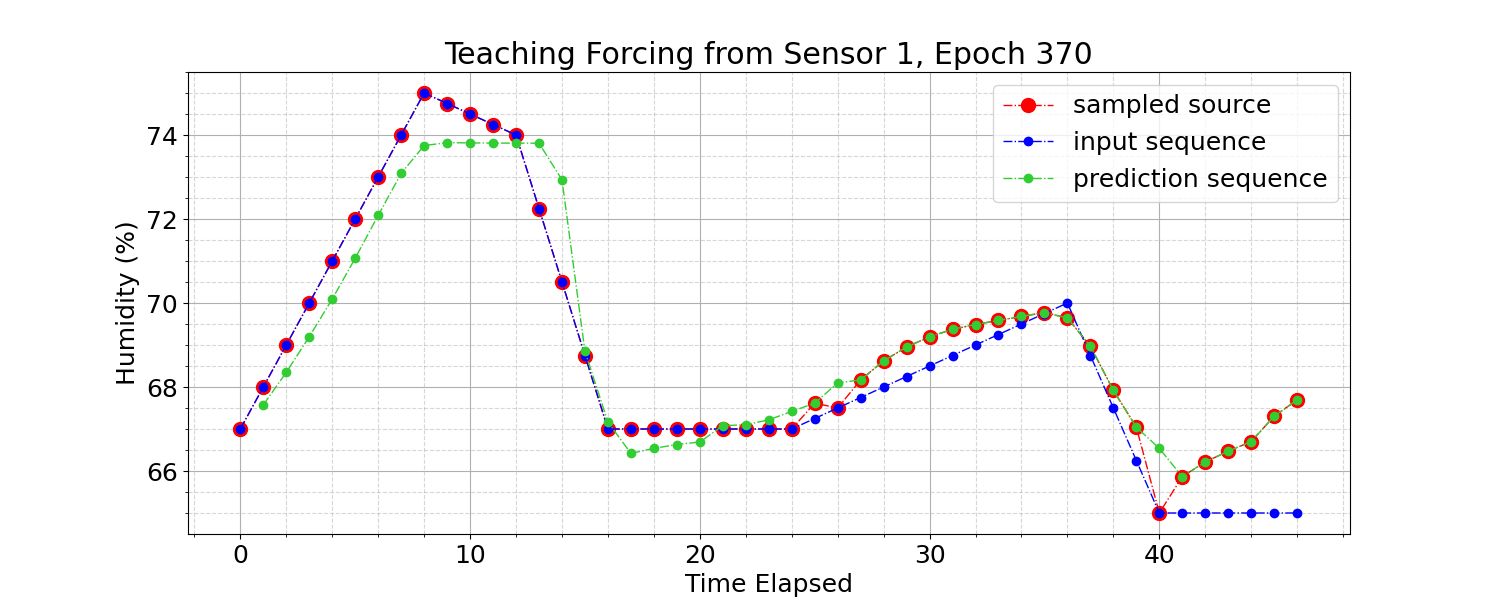 Teaching Forcing from Sensor 1, Epoch 370
sampled source
input sequence
prediction sequence
Humidity (%)
74
72
70
68
66
0 10 20 30 40
Time Elapsed